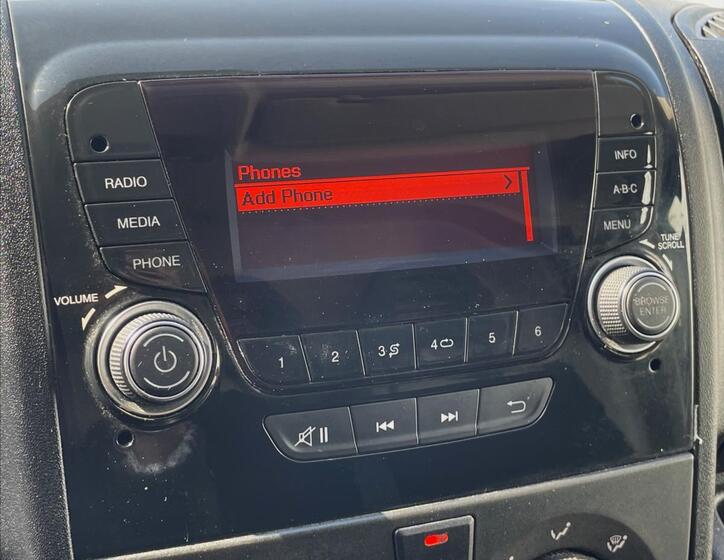 Phones
Add Phone
RADIO
MEDIA
PHONE
INFO
A-B-C
MENU
VOLUME
TUNE/
SCROLL
BROWSE
ENTER
1
2
3
4
5
6